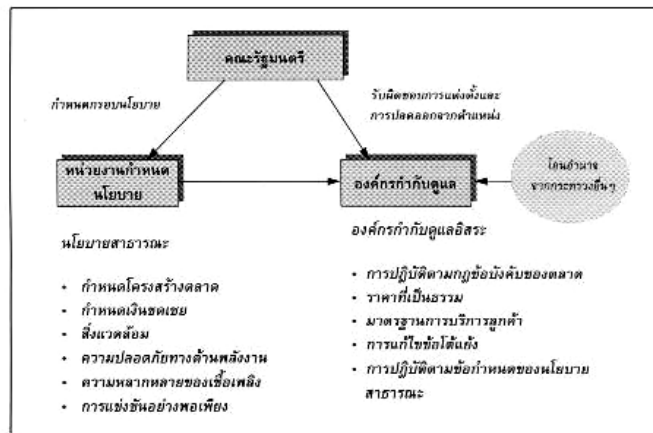 คณะรัฐมนตรี
กำหนดกรอบนโยบาย
รับผิดชอบการแต่งตั้งและ
การปลดออกจากตำแหน่ง
หน่วยงานกำหนด
นโยบาย
องค์กรกำกับดูแล
โอนอำนาจ
จากกระทรวงอื่นๆ
นโยบายสาธารณะ
• กำหนดโครงสร้างตลาด
• กำหนดเงินชดเชย
• สิ่งแวดล้อม
• ความปลอดภัยทางด้านพลังงาน
• ความหลากหลายของเชื้อเพลิง
• การแข่งขันอย่างพอเพียง
องค์กรกำกับดูแลอิสระ
• การปฏิบัติตามกฎข้อบังคับของตลาด
• ราคาที่เป็นธรรม
• มาตรฐานการบริการลูกค้า
• การแก้ไขข้อโต้แย้ง
• การปฏิบัติตามข้อกำหนดของนโยบาย
สาธารณะ